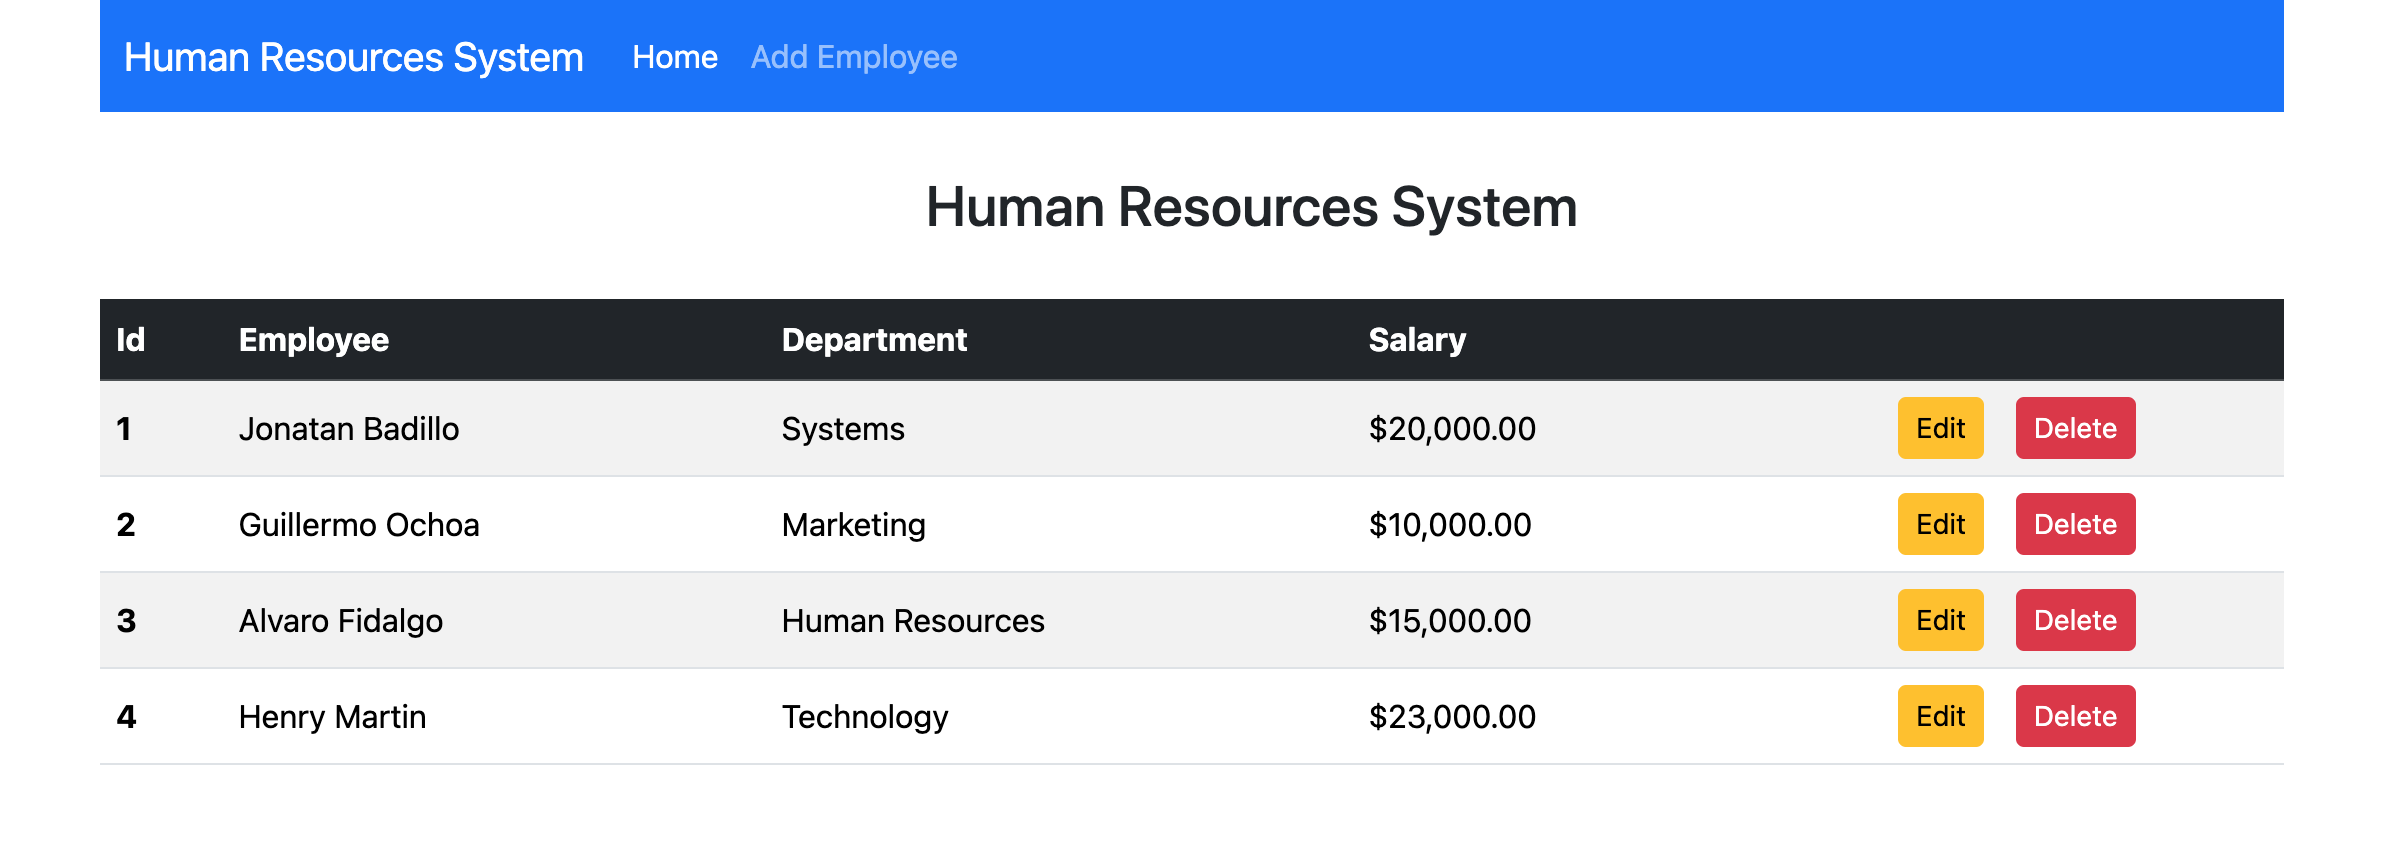 Human Resources System Home Add Employee
Human Resources System
Id Employee Department Salary
1 Jonatan Badillo Systems $20,000.00 Edit Delete
2 Guillermo Ochoa Marketing $10,000.00 Edit Delete
3 Alvaro Fidalgo Human Resources $15,000.00 Edit Delete
4 Henry Martin Technology $23,000.00 Edit Delete